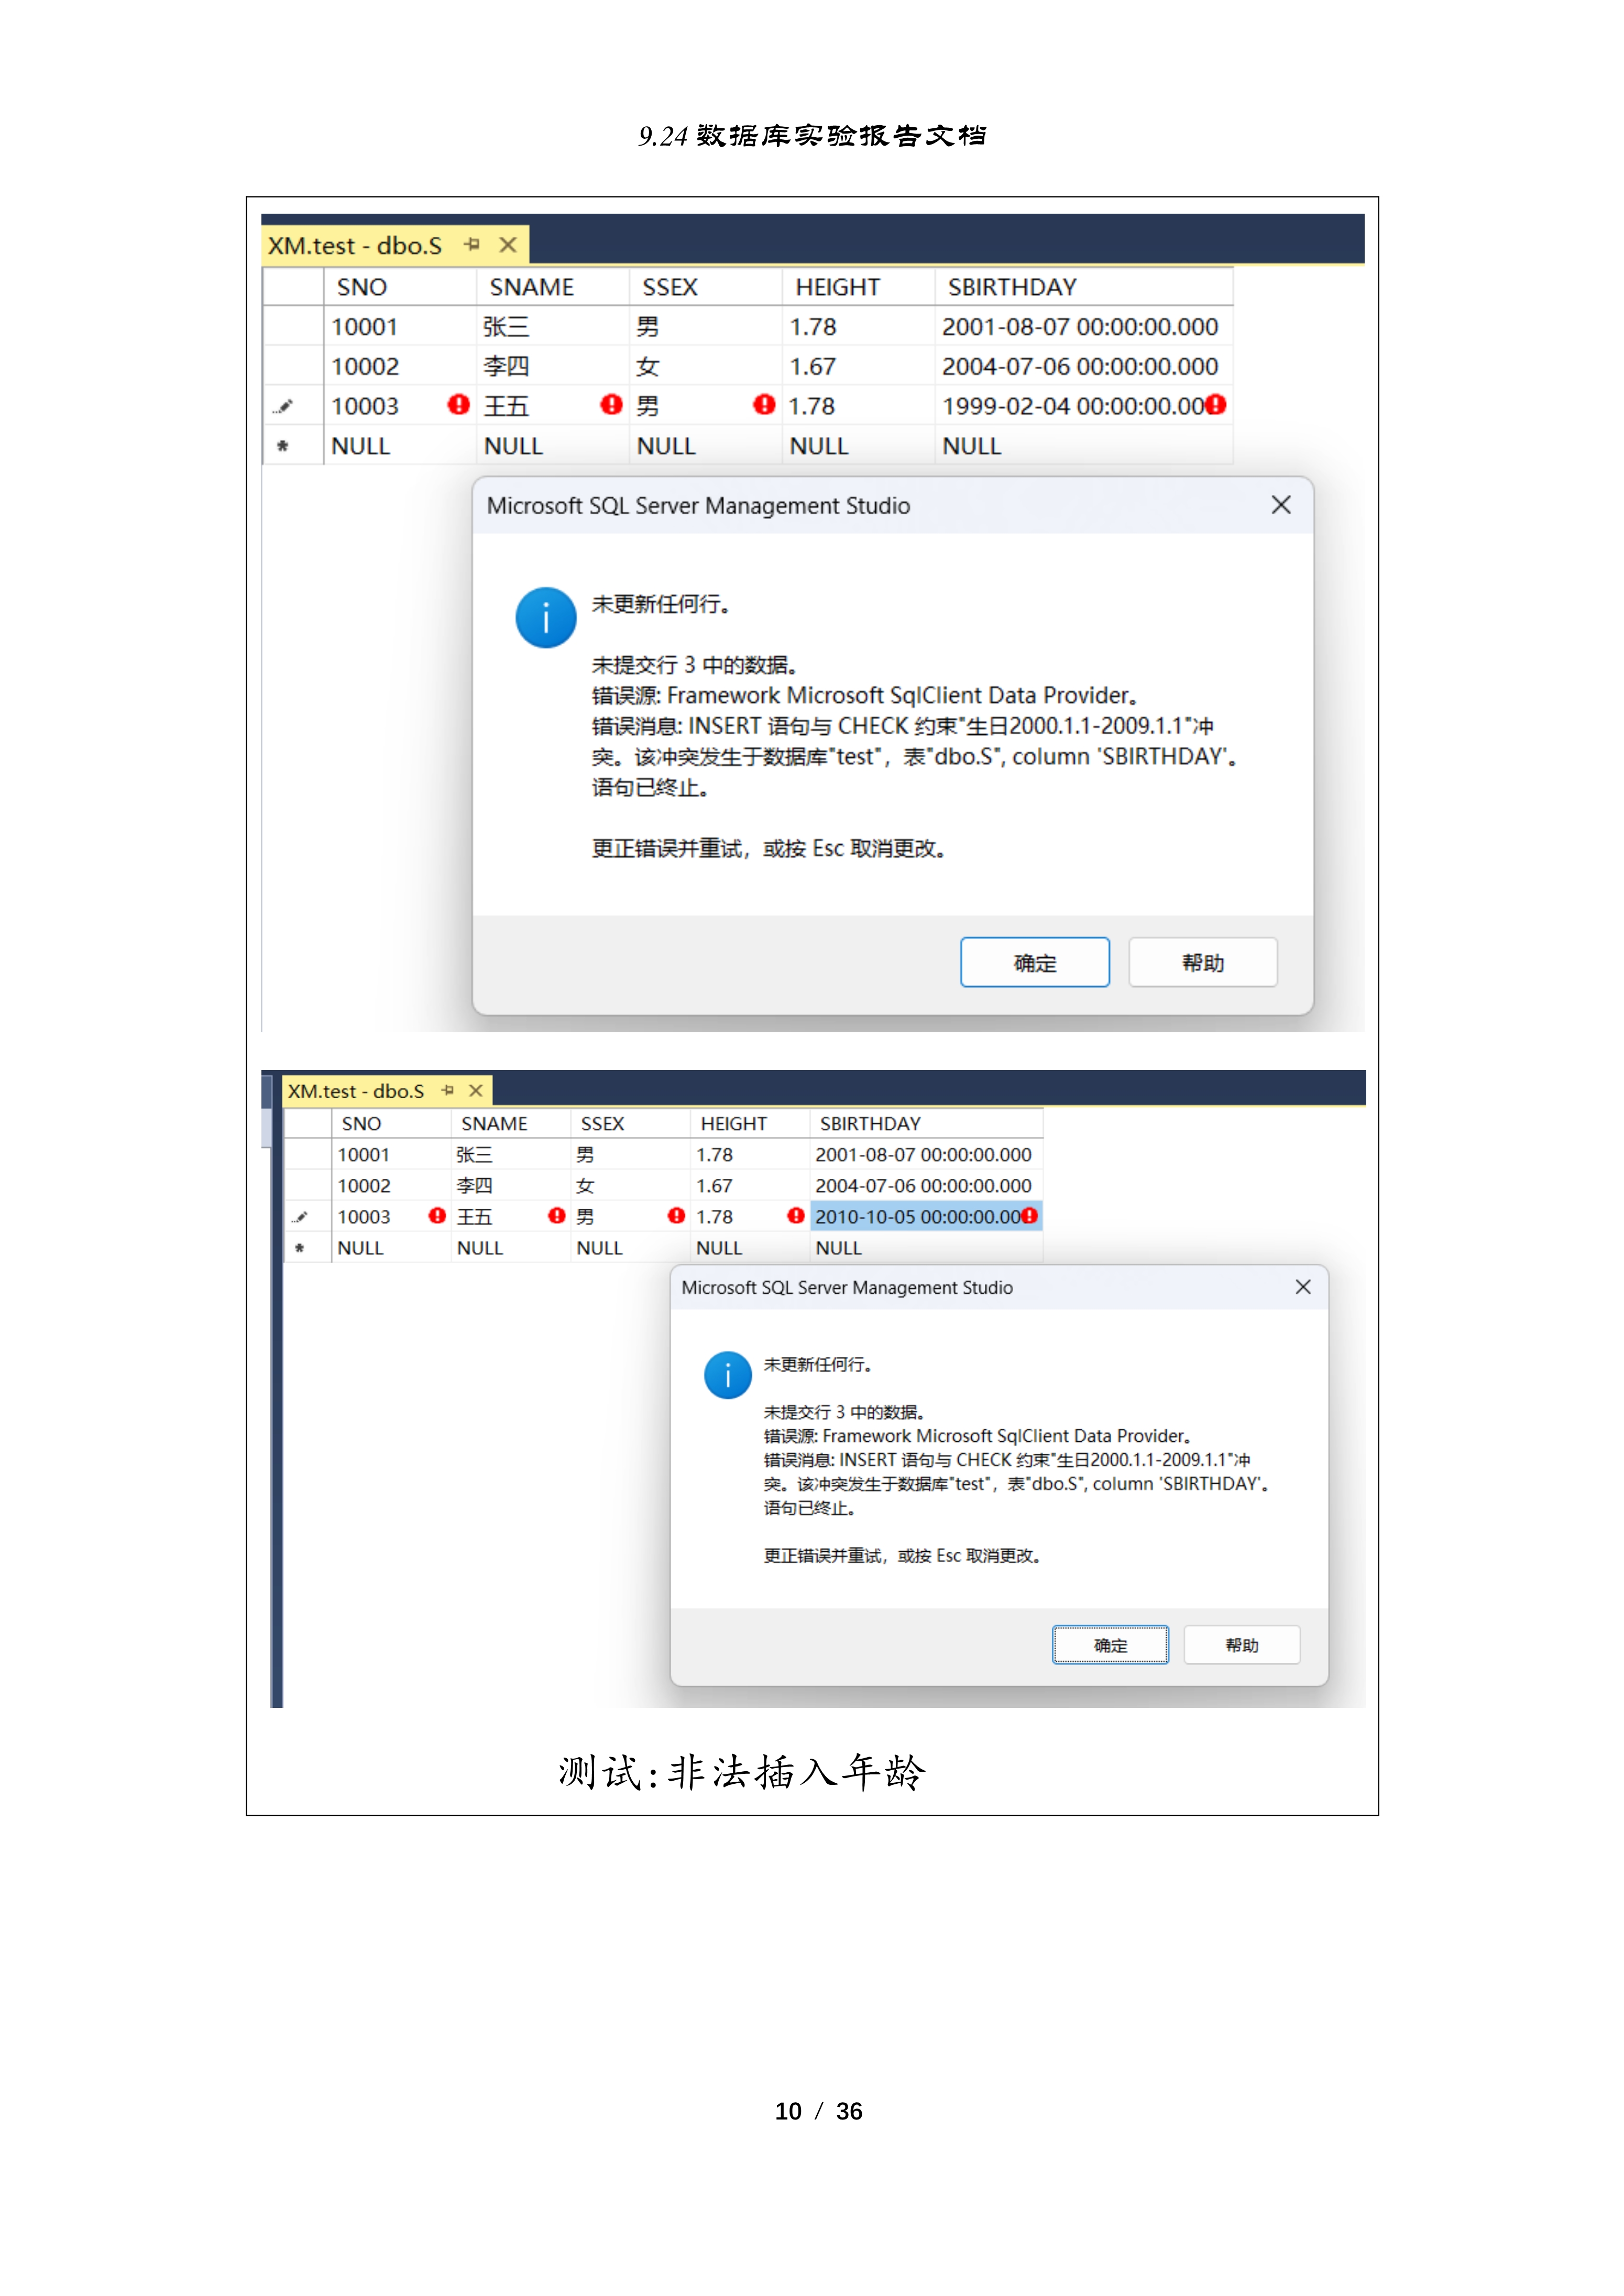 9.24 数据库实验报告文档
XM.test - dbo.S
SNO SNAME SSEX HEIGHT SBIRTHDAY
10001 张三 男 1.78 2001-08-07 00:00:00.000
10002 李四 女 1.67 2004-07-06 00:00:00.000
10003 王五 男 1.78 1999-02-04 00:00:00.00
* NULL NULL NULL NULL NULL
Microsoft SQL Server Management Studio
未更新任何行。
未提交行 3 中的数据。
错误源: Framework Microsoft SqlClient Data Provider。
错误消息: INSERT 语句与 CHECK 约束"生日2000.1.1-2009.1.1"冲
突。该冲突发生于数据库"test"，表"dbo.S", column 'SBIRTHDAY'。
语句已终止。
更正错误并重试，或按 Esc 取消更改。
确定 帮助
XM.test - dbo.S
SNO SNAME SSEX HEIGHT SBIRTHDAY
10001 张三 男 1.78 2001-08-07 00:00:00.000
10002 李四 女 1.67 2004-07-06 00:00:00.000
10003 王五 男 1.78 2010-10-05 00:00:00.00
* NULL NULL NULL NULL NULL
Microsoft SQL Server Management Studio
未更新任何行。
未提交行 3 中的数据。
错误源: Framework Microsoft SqlClient Data Provider。
错误消息: INSERT 语句与 CHECK 约束"生日2000.1.1-2009.1.1"冲
突。该冲突发生于数据库"test"，表"dbo.S", column 'SBIRTHDAY'。
语句已终止。
更正错误并重试，或按 Esc 取消更改。
确定 帮助
测试:非法插入年龄
10 / 36